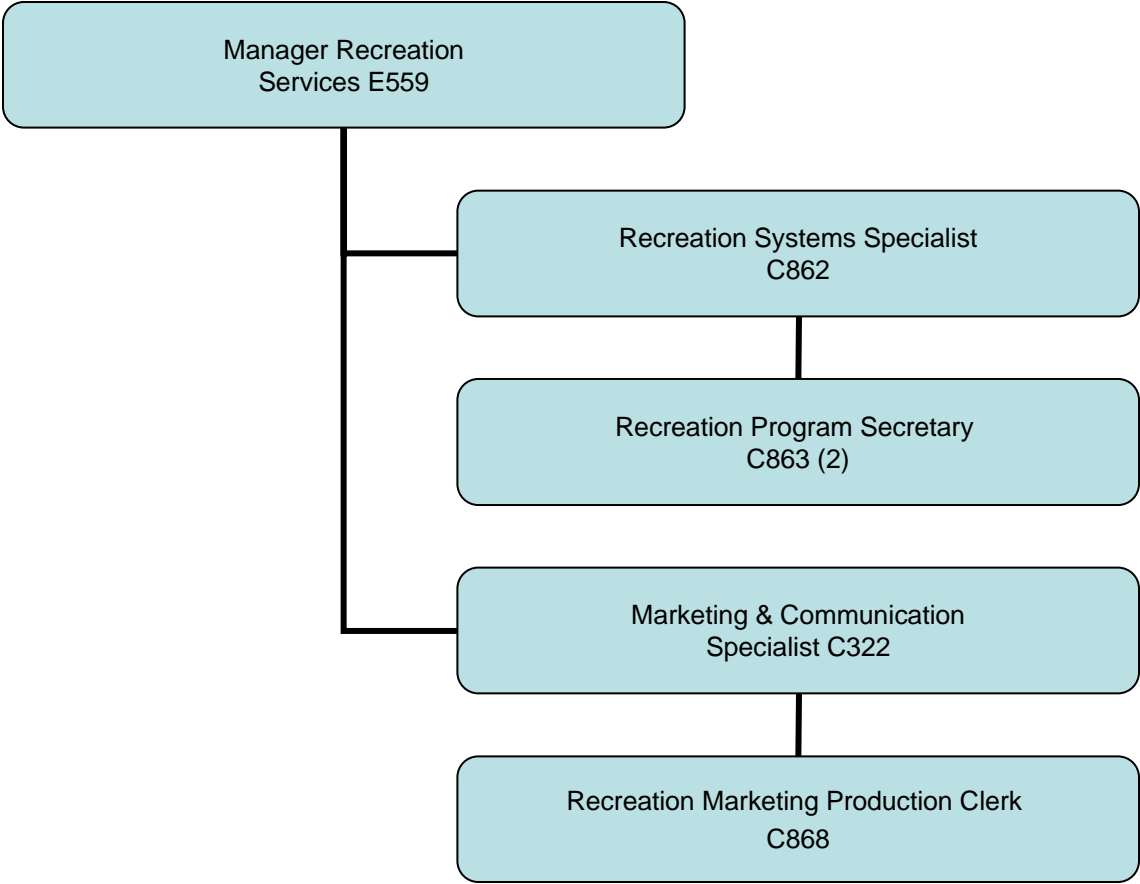 Manager Recreation
Services E559
Recreation Systems Specialist
C862
Recreation Program Secretary
C863 (2)
Marketing & Communication
Specialist C322
Recreation Marketing Production Clerk
C868